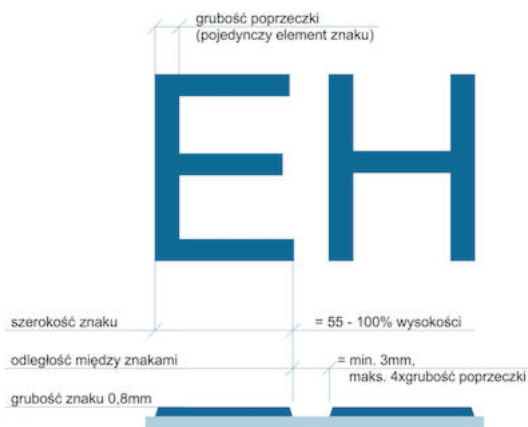 grubość poprzeczki
(pojedynczy element znaku)
EH
szerokość znaku = 55 - 100% wysokości
odległość między znakami = min. 3mm,
maks. 4xgrubość poprzeczki
grubość znaku 0,8mm